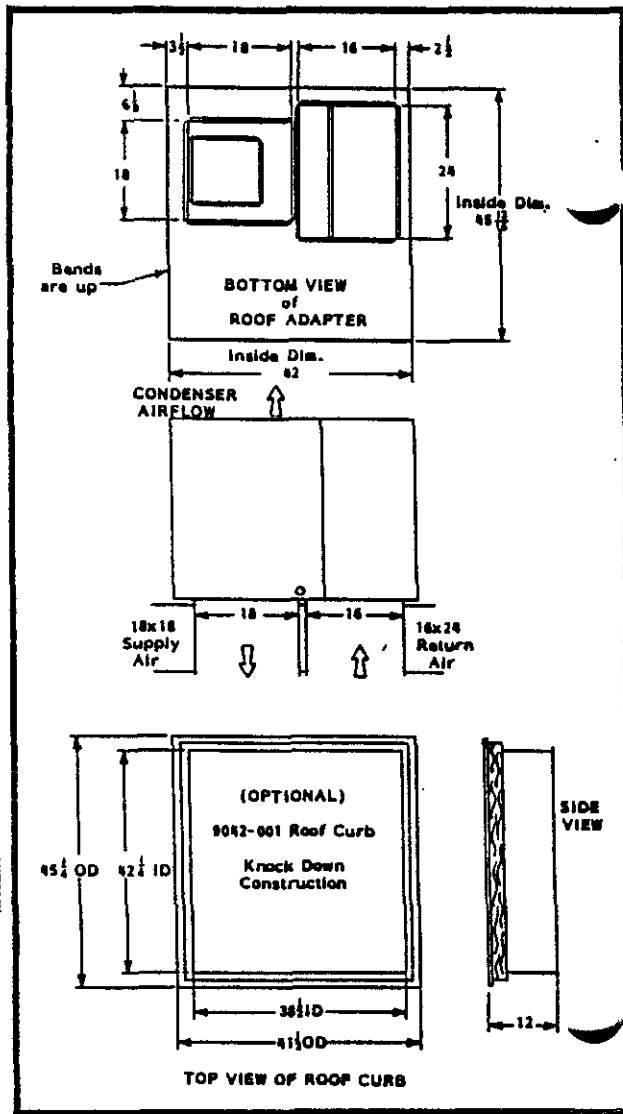 3½ 18 16 2½
6½
18
24
Inside Dim.
Bends
are up
BOTTOM VIEW
of
ROOF ADAPTER
Inside Dim.
42
CONDENSER
AIRFLOW
18 16
18x18
Supply
Air
16x24
Return
Air
(OPTIONAL)
9042-001 Roof Curb
Knock Down
Construction
45¼ OD
42¼ ID
SIDE
VIEW
38½ ID
41½ OD
12
TOP VIEW OF ROOF CURB